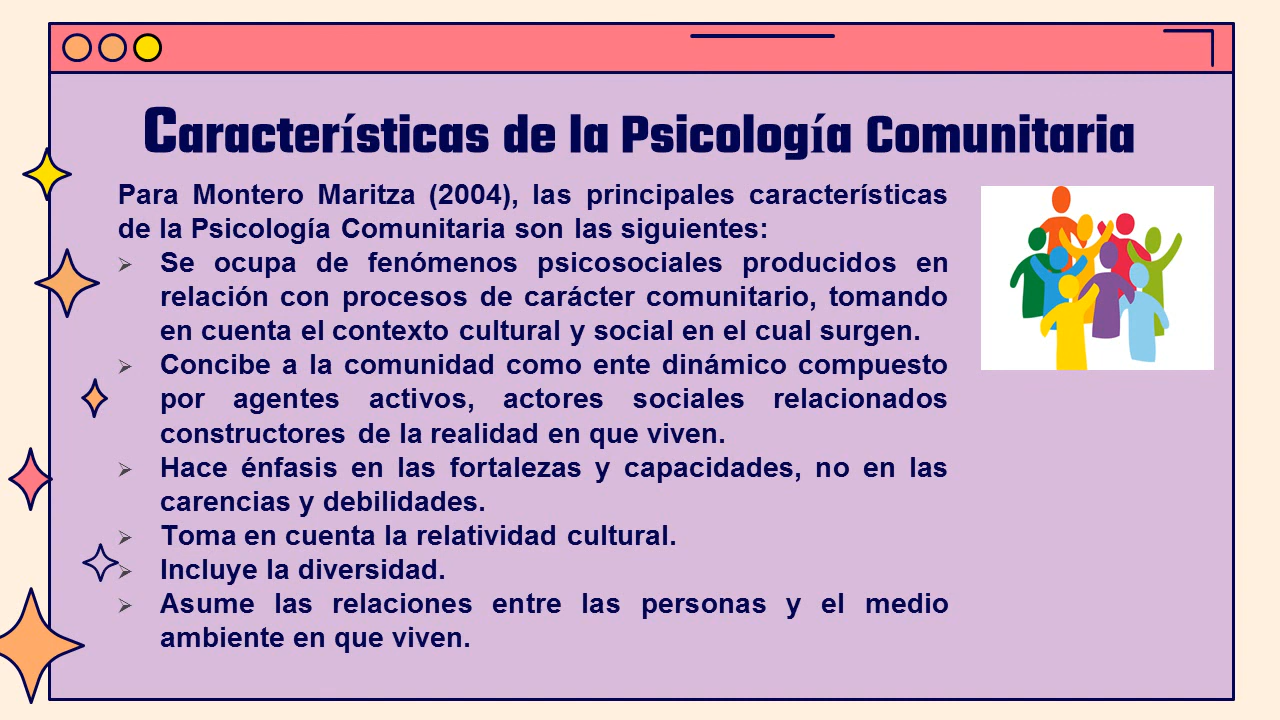 Características de la Psicología Comunitaria
Para Montero Maritza (2004), las principales características
de la Psicología Comunitaria son las siguientes:
➢ Se ocupa de fenómenos psicosociales producidos en
relación con procesos de carácter comunitario, tomando
en cuenta el contexto cultural y social en el cual surgen.
➢ Concibe a la comunidad como ente dinámico compuesto
por agentes activos, actores sociales relacionados
constructores de la realidad en que viven.
➢ Hace énfasis en las fortalezas y capacidades, no en las
carencias y debilidades.
➢ Toma en cuenta la relatividad cultural.
➢ Incluye la diversidad.
➢ Asume las relaciones entre las personas y el medio
ambiente en que viven.